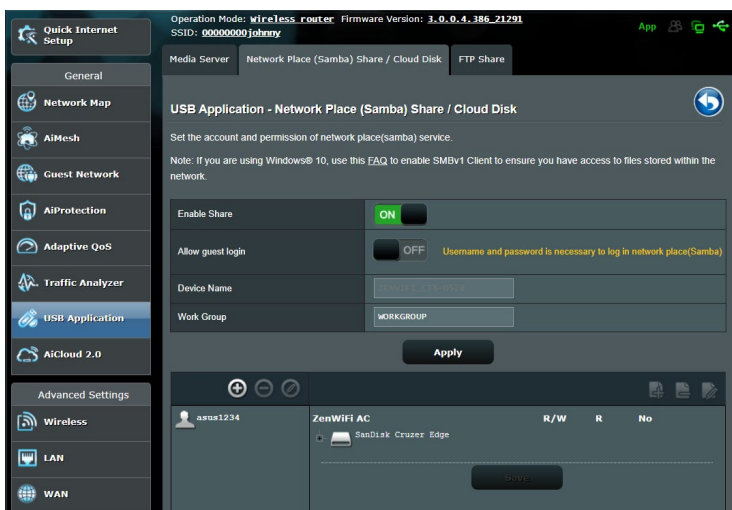 Quick Internet
Setup
General
Network Map
AiMesh
Guest Network
AiProtection
Adaptive QoS
Traffic Analyzer
USB Application
AiCloud 2.0
Advanced Settings
Wireless
LAN
WAN
Operation Mode: Wireless router Firmware Version: 3.0.0.4.386_21291
SSID: 00000000johnny
App
Media Server Network Place (Samba) Share / Cloud Disk FTP Share
USB Application - Network Place (Samba) Share / Cloud Disk
Set the account and permission of network place(samba) service.
Note: If you are using Windows® 10, use this FAQ to enable SMBv1 Client to ensure you have access to files stored within the
network.
Enable Share ON
Allow guest login OFF Username and password is necessary to log in network place(Samba)
Device Name
Work Group WORKGROUP
Apply
asus1234
ZenWiFi AC R/W R No
SanDisk Cruzer Edge
Save